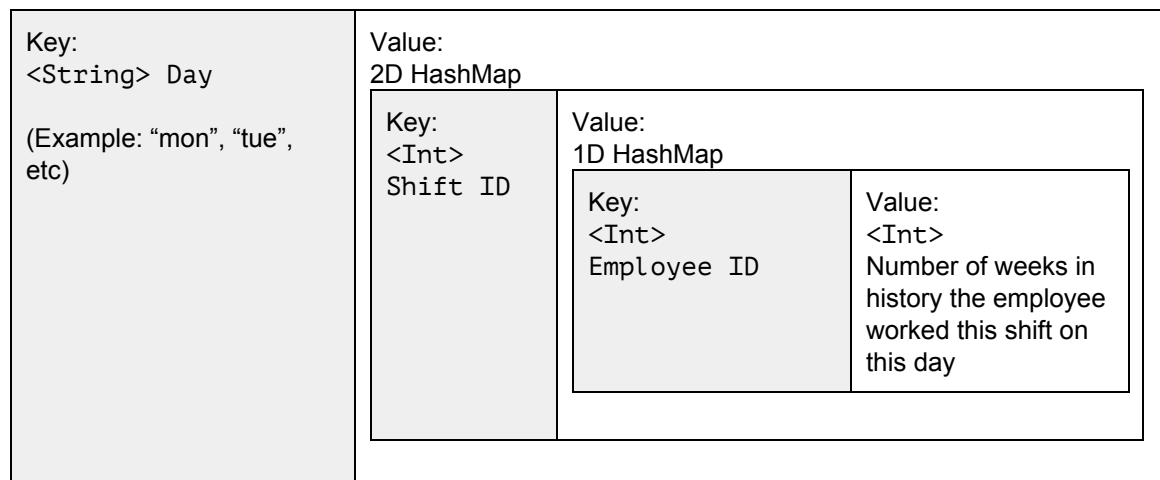 Key:
<String> Day
(Example: “mon”, “tue”,
etc)
Value:
2D HashMap
Key:
<Int>
Shift ID
Value:
1D HashMap
Key:
<Int>
Employee ID
Value:
<Int>
Number of weeks in
history the employee
worked this shift on
this day